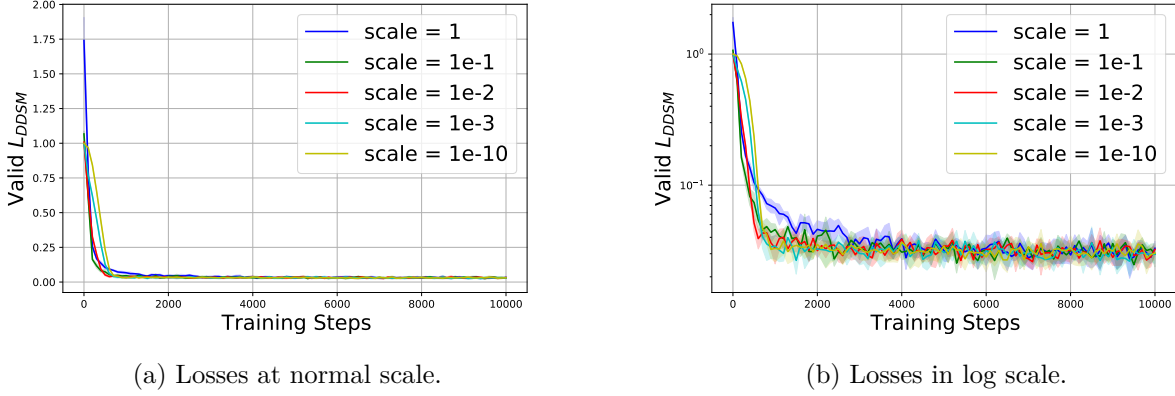 2.00
1.75
1.50
1.25
1.00
0.75
0.50
0.25
0.00
Valid L_DDSM
0 2000 4000 6000 8000 10000
Training Steps
scale = 1
scale = 1e-1
scale = 1e-2
scale = 1e-3
scale = 1e-10
(a) Losses at normal scale.
10⁰
10⁻¹
Valid L_DDSM
0 2000 4000 6000 8000 10000
Training Steps
scale = 1
scale = 1e-1
scale = 1e-2
scale = 1e-3
scale = 1e-10
(b) Losses in log scale.